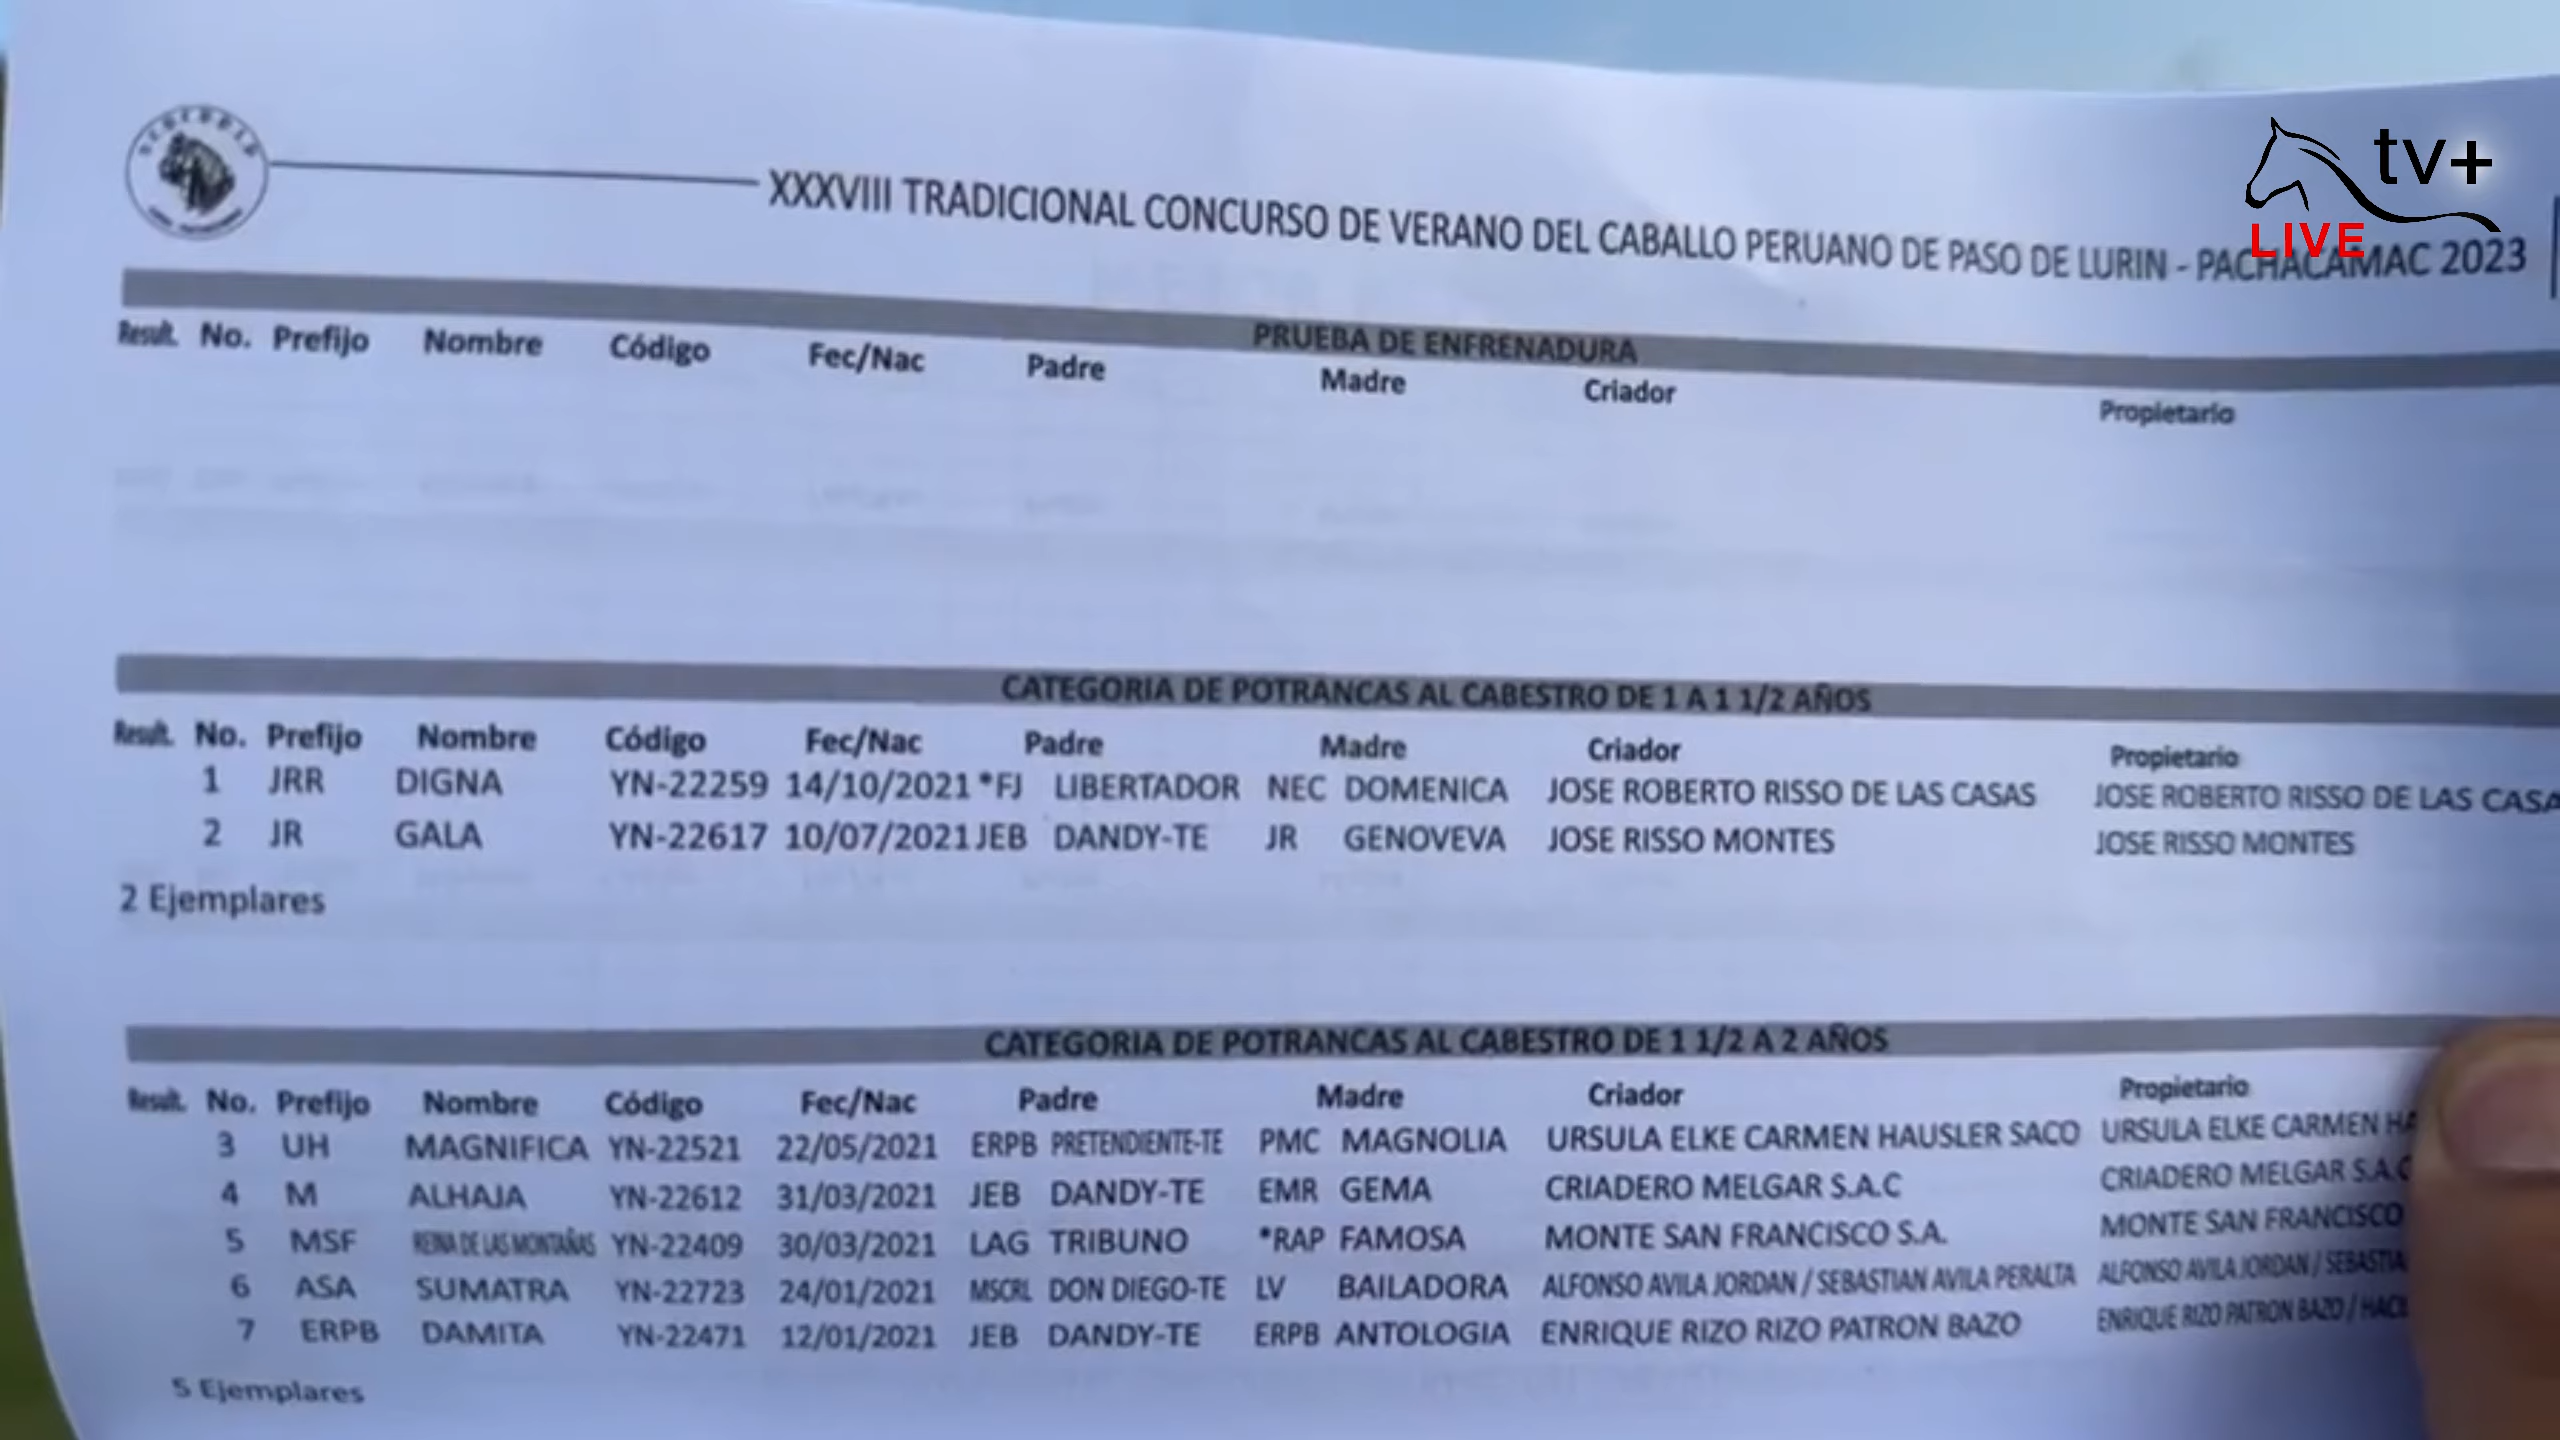 tv+
LIVE
XXXVIII TRADICIONAL CONCURSO DE VERANO DEL CABALLO PERUANO DE PASO DE LURIN - PACHACAMAC 2023
PRUEBA DE ENFRENADURA
Result. No. Prefijo Nombre Código Fec/Nac Padre Madre Criador Propietario
CATEGORIA DE POTRANCAS AL CABESTRO DE 1 A 1 1/2 AÑOS
Result. No. Prefijo Nombre Código Fec/Nac Padre Madre Criador Propietario
1 JRR DIGNA YN-22259 14/10/2021 *FJ LIBERTADOR NEC DOMENICA JOSE ROBERTO RISSO DE LAS CASAS JOSE ROBERTO RISSO DE LAS CASA
2 JR GALA YN-22617 10/07/2021 JEB DANDY-TE JR GENOVEVA JOSE RISSO MONTES JOSE RISSO MONTES
2 Ejemplares
CATEGORIA DE POTRANCAS AL CABESTRO DE 1 1/2 A 2 AÑOS
Result. No. Prefijo Nombre Código Fec/Nac Padre Madre Criador Propietario
3 UH MAGNIFICA YN-22521 22/05/2021 ERPB PRETENDIENTE-TE PMC MAGNOLIA URSULA ELKE CARMEN HAUSLER SACO URSULA ELKE CARMEN HA
4 M ALHAJA YN-22612 31/03/2021 JEB DANDY-TE EMR GEMA CRIADERO MELGAR S.A.C CRIADERO MELGAR S.A.C
5 MSF REINA DE LAS MONTAÑAS YN-22409 30/03/2021 LAG TRIBUNO *RAP FAMOSA MONTE SAN FRANCISCO S.A. MONTE SAN FRANCISCO
6 ASA SUMATRA YN-22723 24/01/2021 MSCRL DON DIEGO-TE LV BAILADORA ALFONSO AVILA JORDAN / SEBASTIAN AVILA PERALTA ALFONSO AVILA JORDAN / SEBASTIA
7 ERPB DAMITA YN-22471 12/01/2021 JEB DANDY-TE ERPB ANTOLOGIA ENRIQUE RIZO RIZO PATRON BAZO ENRIQUE RIZO PATRON BAZO / HACI
5 Ejemplares